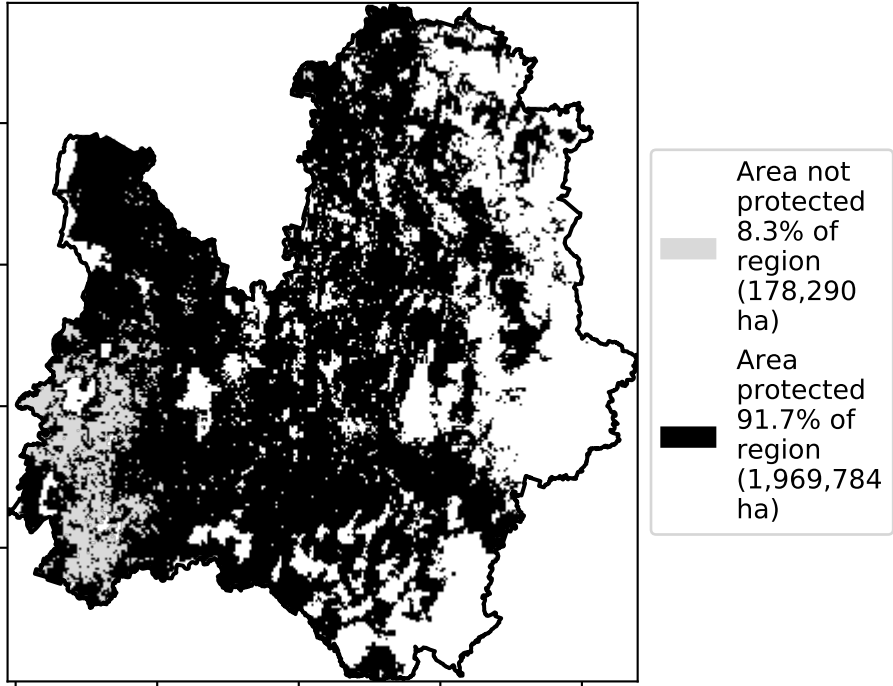 Area not
protected
8.3% of
region
(178,290
ha)
Area
protected
91.7% of
region
(1,969,784
ha)